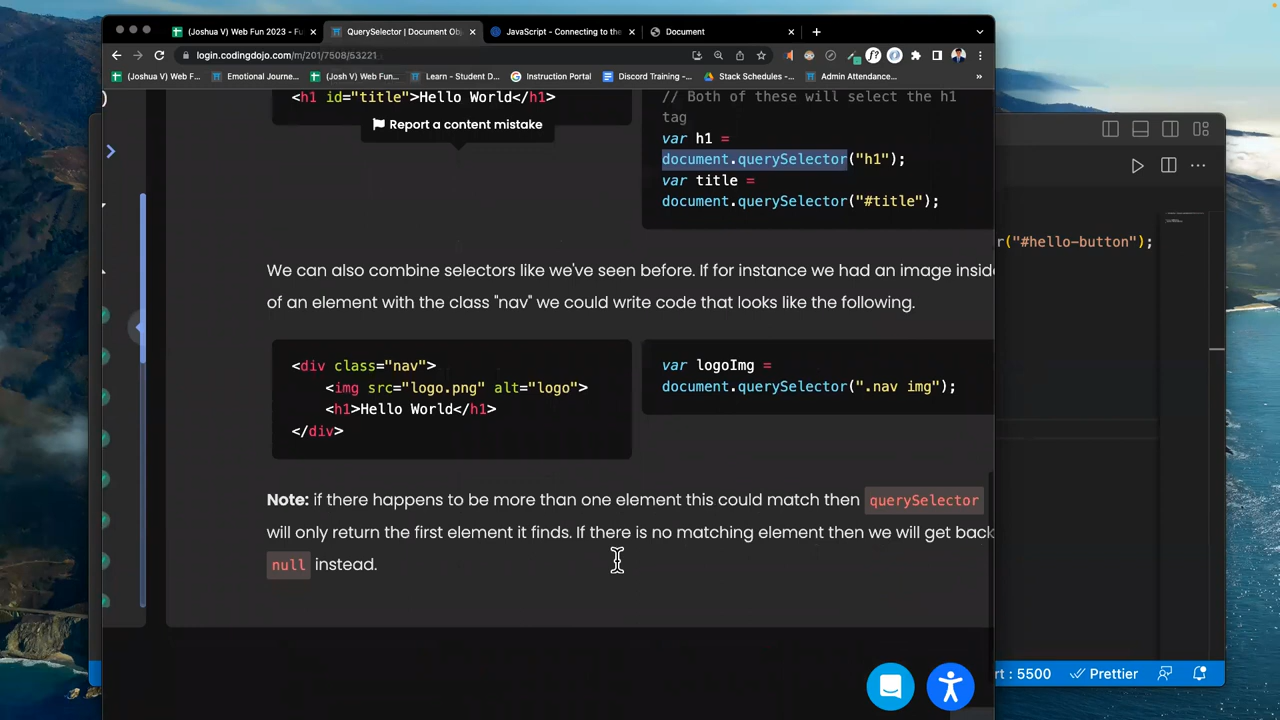 (Joshua V) Web Fun 2023 - Fu
QuerySelector | Document Obj
JavaScript - Connecting to the
Document
login.codingdojo.com/m/201/7508/53221
(Joshua V) Web F...
Emotional Journe...
(Josh V) Web Fun...
Learn - Student D...
Instruction Portal
Discord Training -...
Stack Schedules -...
Admin Attendance...
»
<h1 id="title">Hello World</h1>
Report a content mistake
// Both of these will select the h1
tag
var h1 =
document.querySelector("h1");
var title =
document.querySelector("#title");
r("#hello-button");
We can also combine selectors like we've seen before. If for instance we had an image inside
of an element with the class "nav" we could write code that looks like the following.
<div class="nav">
<img src="logo.png" alt="logo">
<h1>Hello World</h1>
</div>
var logoImg =
document.querySelector(".nav img");
Note: if there happens to be more than one element this could match then querySelector
will only return the first element it finds. If there is no matching element then we will get back
null instead.
rt : 5500
Prettier